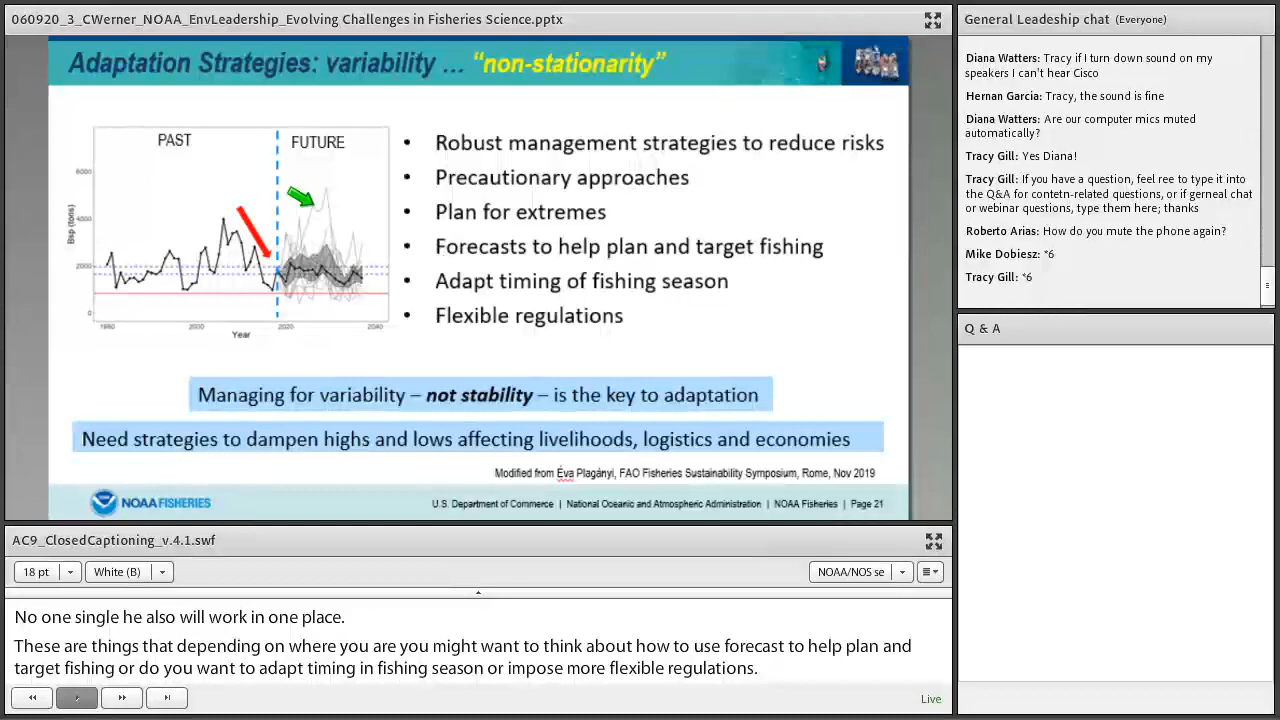 060920_3_CWerner_NOAA_EnvLeadership_Evolving Challenges in Fisheries Science.pptx
Adaptation Strategies: variability … “non-stationarity”
PAST
FUTURE
6000
4000
2000
0
Bsp (tons)
1980
2000
2020
2040
Year
• Robust management strategies to reduce risks
• Precautionary approaches
• Plan for extremes
• Forecasts to help plan and target fishing
• Adapt timing of fishing season
• Flexible regulations
Managing for variability – not stability – is the key to adaptation
Need strategies to dampen highs and lows affecting livelihoods, logistics and economies
Modified from Éva Plagányi, FAO Fisheries Sustainability Symposium, Rome, Nov 2019
NOAA FISHERIES
U.S. Department of Commerce | National Oceanic and Atmospheric Administration | NOAA Fisheries | Page 21
AC9_ClosedCaptioning_v.4.1.swf
18 pt
White (B)
NOAA/NOS se
No one single he also will work in one place.
These are things that depending on where you are you might want to think about how to use forecast to help plan and
target fishing or do you want to adapt timing in fishing season or impose more flexible regulations.
Live
General Leadership chat (Everyone)
Diana Watters: Tracy if I turn down sound on my
speakers I can't hear Cisco
Hernan Garcia: Tracy, the sound is fine
Diana Watters: Are our computer mics muted
automatically?
Tracy Gill: Yes Diana!
Tracy Gill: If you have a question, feel ree to type it into
the Q&A for contetn-related questions, or if gerneal chat
or webinar questions, type them here; thanks
Roberto Arias: How do you mute the phone again?
Mike Dobiesz: *6
Tracy Gill: *6
Q & A